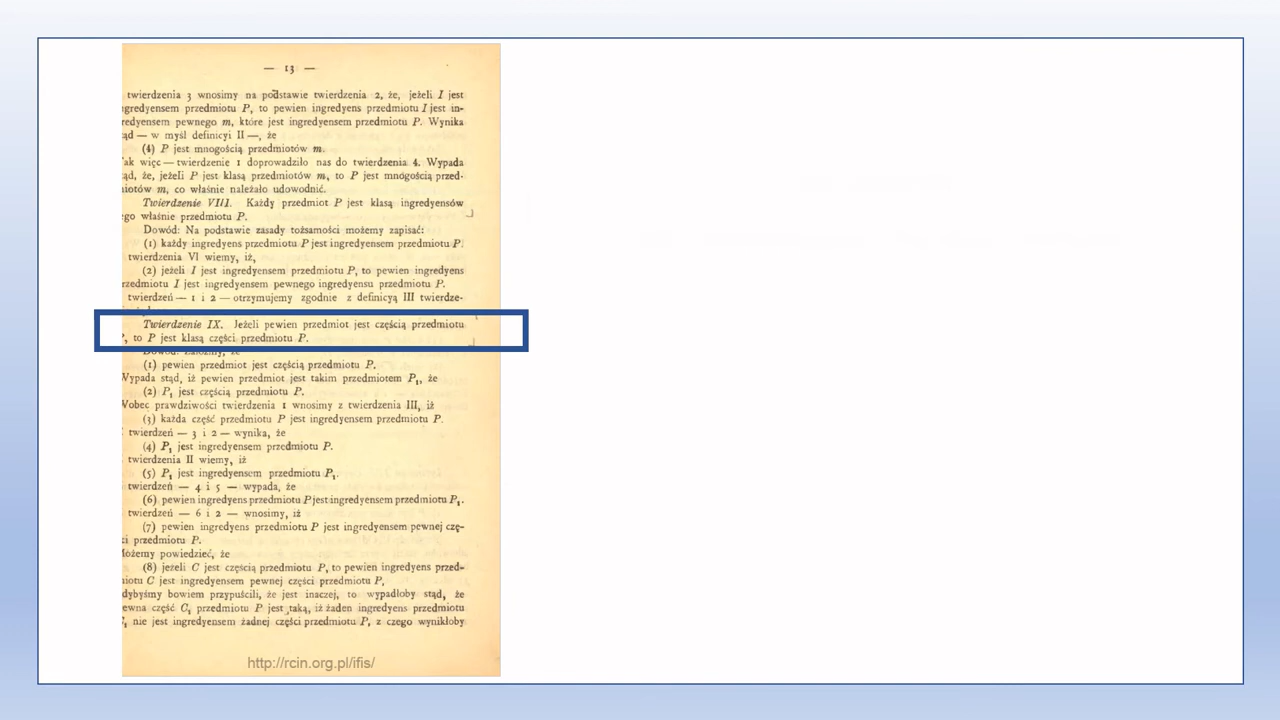 — 13 —
twierdzenia 3 wnosimy na podstawie twierdzenia 2, że, jeżeli I jest
gredyensem przedmiotu P, to pewien ingredyens przedmiotu I jest in-
redyensem pewnego m, które jest ingredyensem przedmiotu P. Wynika
ąd — w myśl definicyi II —, że
(4) P jest mnogością przedmiotów m.
ak więc — twierdzenie 1 doprowadziło nas do twierdzenia 4. Wypada
ąd, że, jeżeli P jest klasą przedmiotów m, to P jest mnogością przed-
iotów m, co właśnie należało udowodnić.
Twierdzenie VIII. Każdy przedmiot P jest klasą ingredyensów
go właśnie przedmiotu P.
Dowód: Na podstawie zasady tożsamości możemy zapisać:
(1) każdy ingredyens przedmiotu P jest ingredyensem przedmiotu P.
twierdzenia VI wiemy, iż,
(2) jeżeli I jest ingredyensem przedmiotu P, to pewien ingredyens
rzedmiotu I jest ingredyensem pewnego ingredyensu przedmiotu P.
twierdzeń — 1 i 2 — otrzymujemy zgodnie z definicyą III twierdze-
Twierdzenie IX. Jeżeli pewien przedmiot jest częścią przedmiotu
P, to P jest klasą części przedmiotu P.
Dowód: Załóżmy, że
(1) pewien przedmiot jest częścią przedmiotu P.
Wypada stąd, iż pewien przedmiot jest takim przedmiotem P₁, że
(2) P₁ jest częścią przedmiotu P.
Wobec prawdziwości twierdzenia 1 wnosimy z twierdzenia III, iż
(3) każda część przedmiotu P jest ingredyensem przedmiotu P.
twierdzeń — 3 i 2 — wynika, że
(4) P₁ jest ingredyensem przedmiotu P.
twierdzenia II wiemy, iż
(5) P₁ jest ingredyensem przedmiotu P₁.
twierdzeń — 4 i 5 — wypada, że
(6) pewien ingredyens przedmiotu P jest ingredyensem przedmiotu P₁.
twierdzeń — 6 i 2 — wnosimy, iż
(7) pewien ingredyens przedmiotu P jest ingredyensem pewnej czę-
ci przedmiotu P.
Możemy powiedzieć, że
(8) jeżeli C jest częścią przedmiotu P, to pewien ingredyens przed-
miotu C jest ingredyensem pewnej części przedmiotu P,
dybyśmy bowiem przypuścili, że jest inaczej, to wypadłoby stąd, że
ewna część C₁ przedmiotu P jest taką, iż żaden ingredyens przedmiotu
C₁ nie jest ingredyensem żadnej części przedmiotu P, z czego wynikłoby
http://rcin.org.pl/ifis/